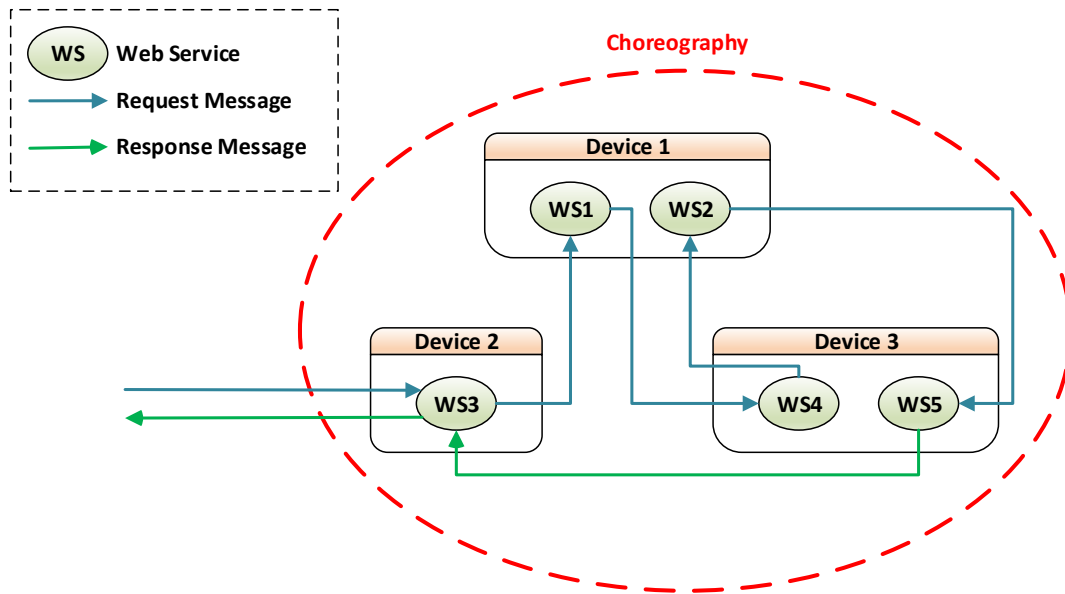 WS Web Service
Request Message
Response Message
Choreography
Device 1
WS1 WS2
Device 2
WS3
Device 3
WS4 WS5